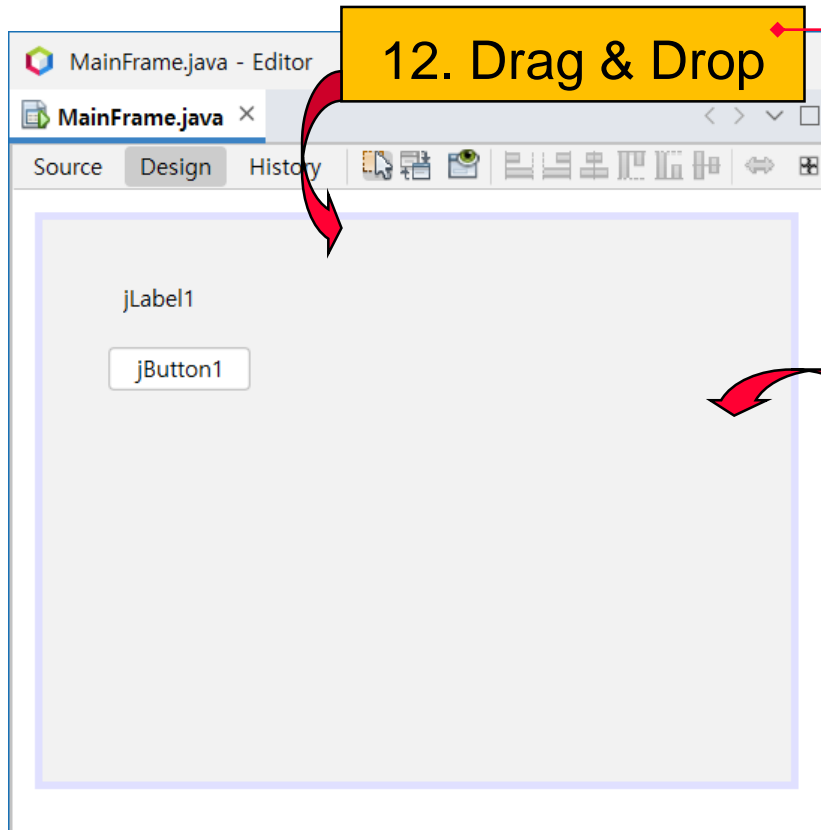 12. Drag & Drop
MainFrame.java - Editor
MainFrame.java
Source Design History
jLabel1
jButton1